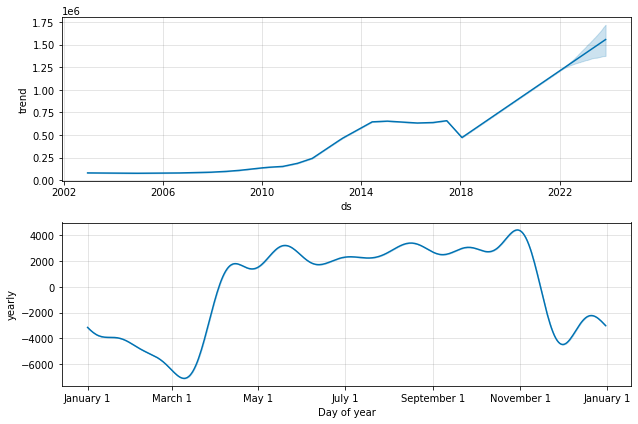 1e6
1.75
1.50
1.25
1.00
0.75
0.50
0.25
0.00
trend
2002 2006 2010 2014 2018 2022
ds
4000
2000
0
−2000
−4000
−6000
yearly
January 1 March 1 May 1 July 1 September 1 November 1 January 1
Day of year